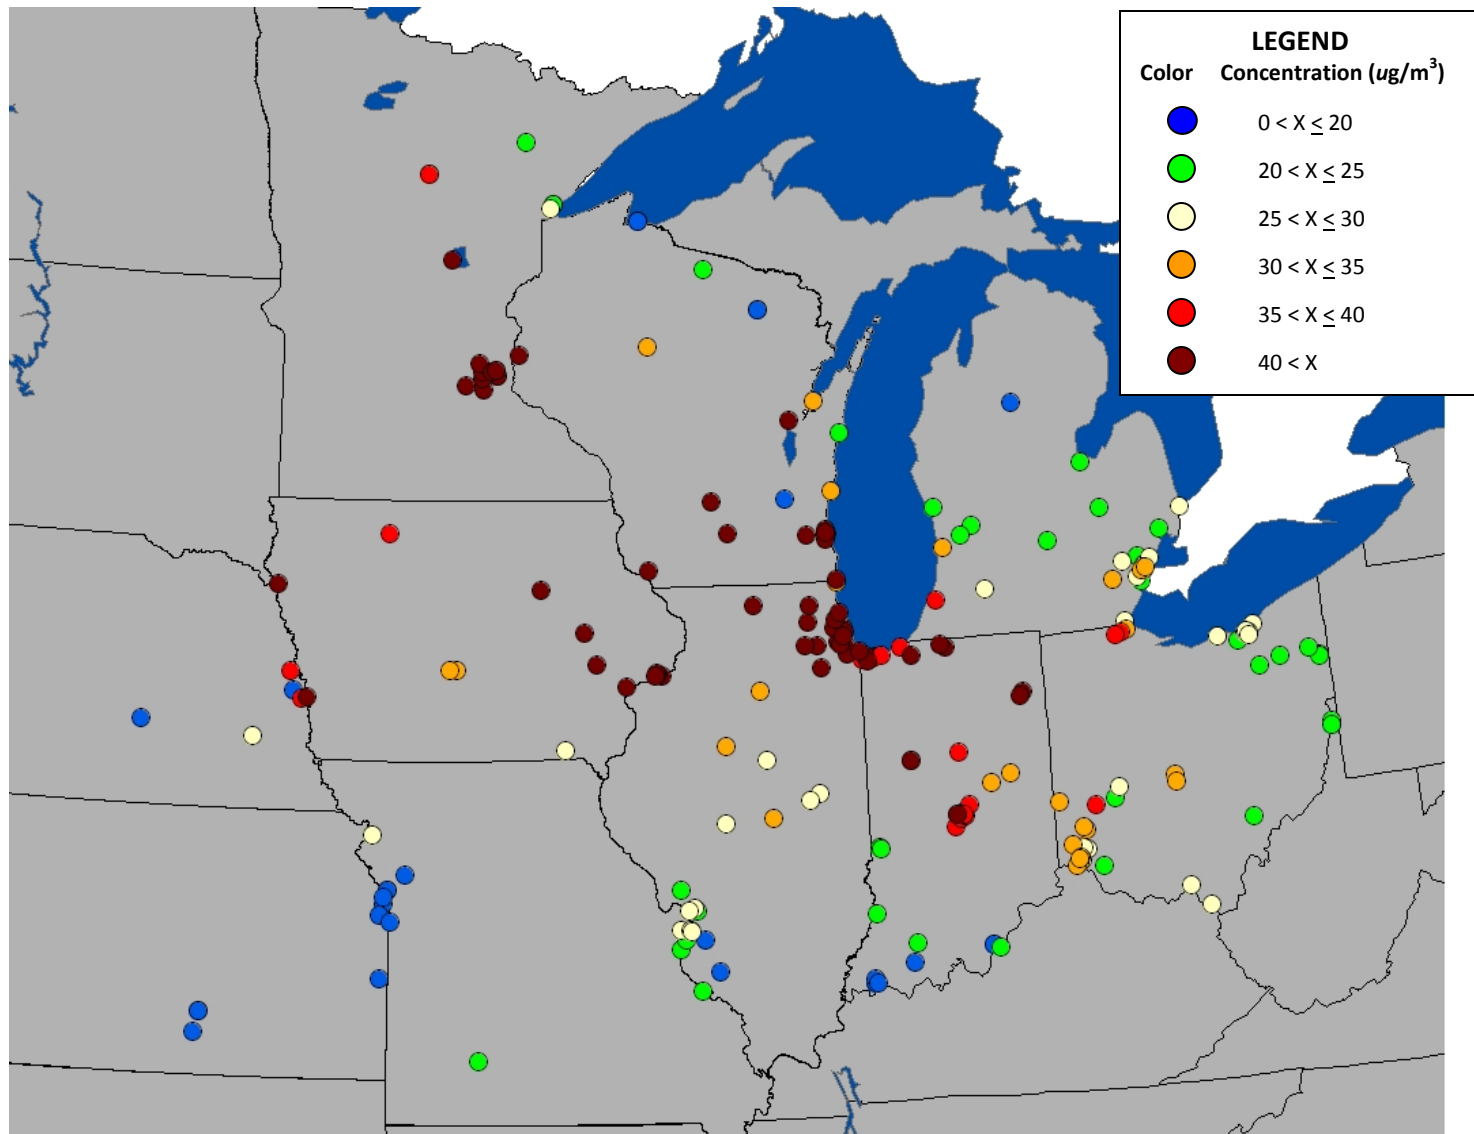 LEGEND
Color Concentration (ug/m³)
0 < X ≤ 20
20 < X ≤ 25
25 < X ≤ 30
30 < X ≤ 35
35 < X ≤ 40
40 < X